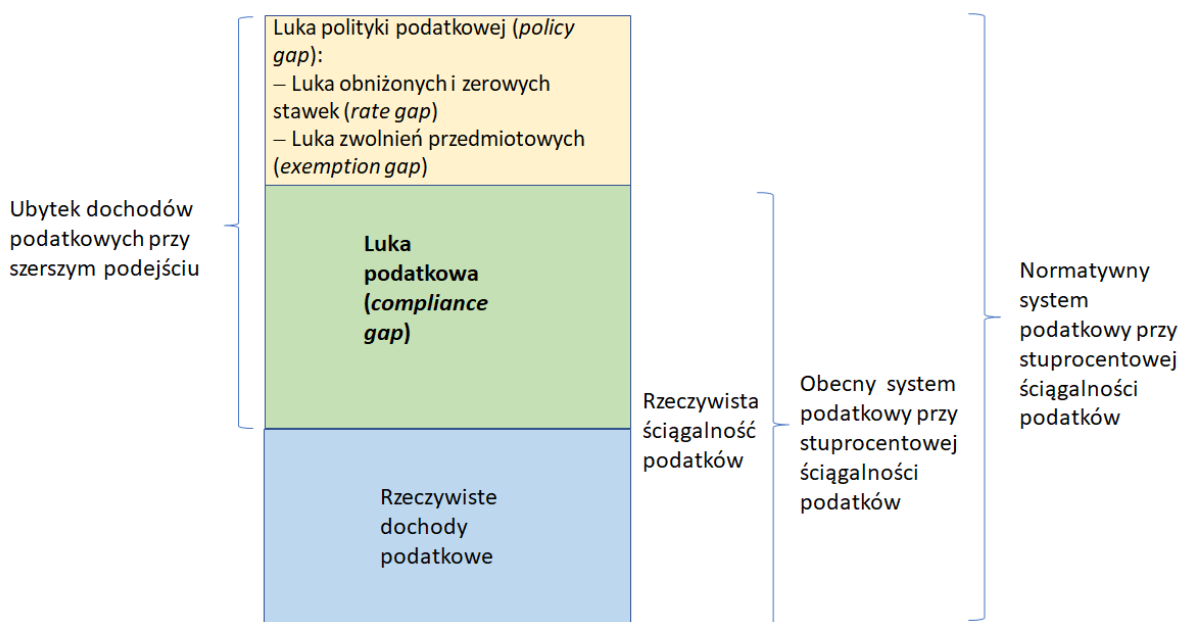 Luka polityki podatkowej (policy
gap):
– Luka obniżonych i zerowych
stawek (rate gap)
– Luka zwolnień przedmiotowych
(exemption gap)
Ubytek dochodów
podatkowych przy
szerszym podejściu
Luka
podatkowa
(compliance
gap)
Rzeczywiste
dochody
podatkowe
Rzeczywista
ściągalność
podatków
Obecny system
podatkowy przy
stuprocentowej
ściągalności
podatków
Normatywny
system
podatkowy przy
stuprocentowej
ściągalności
podatków